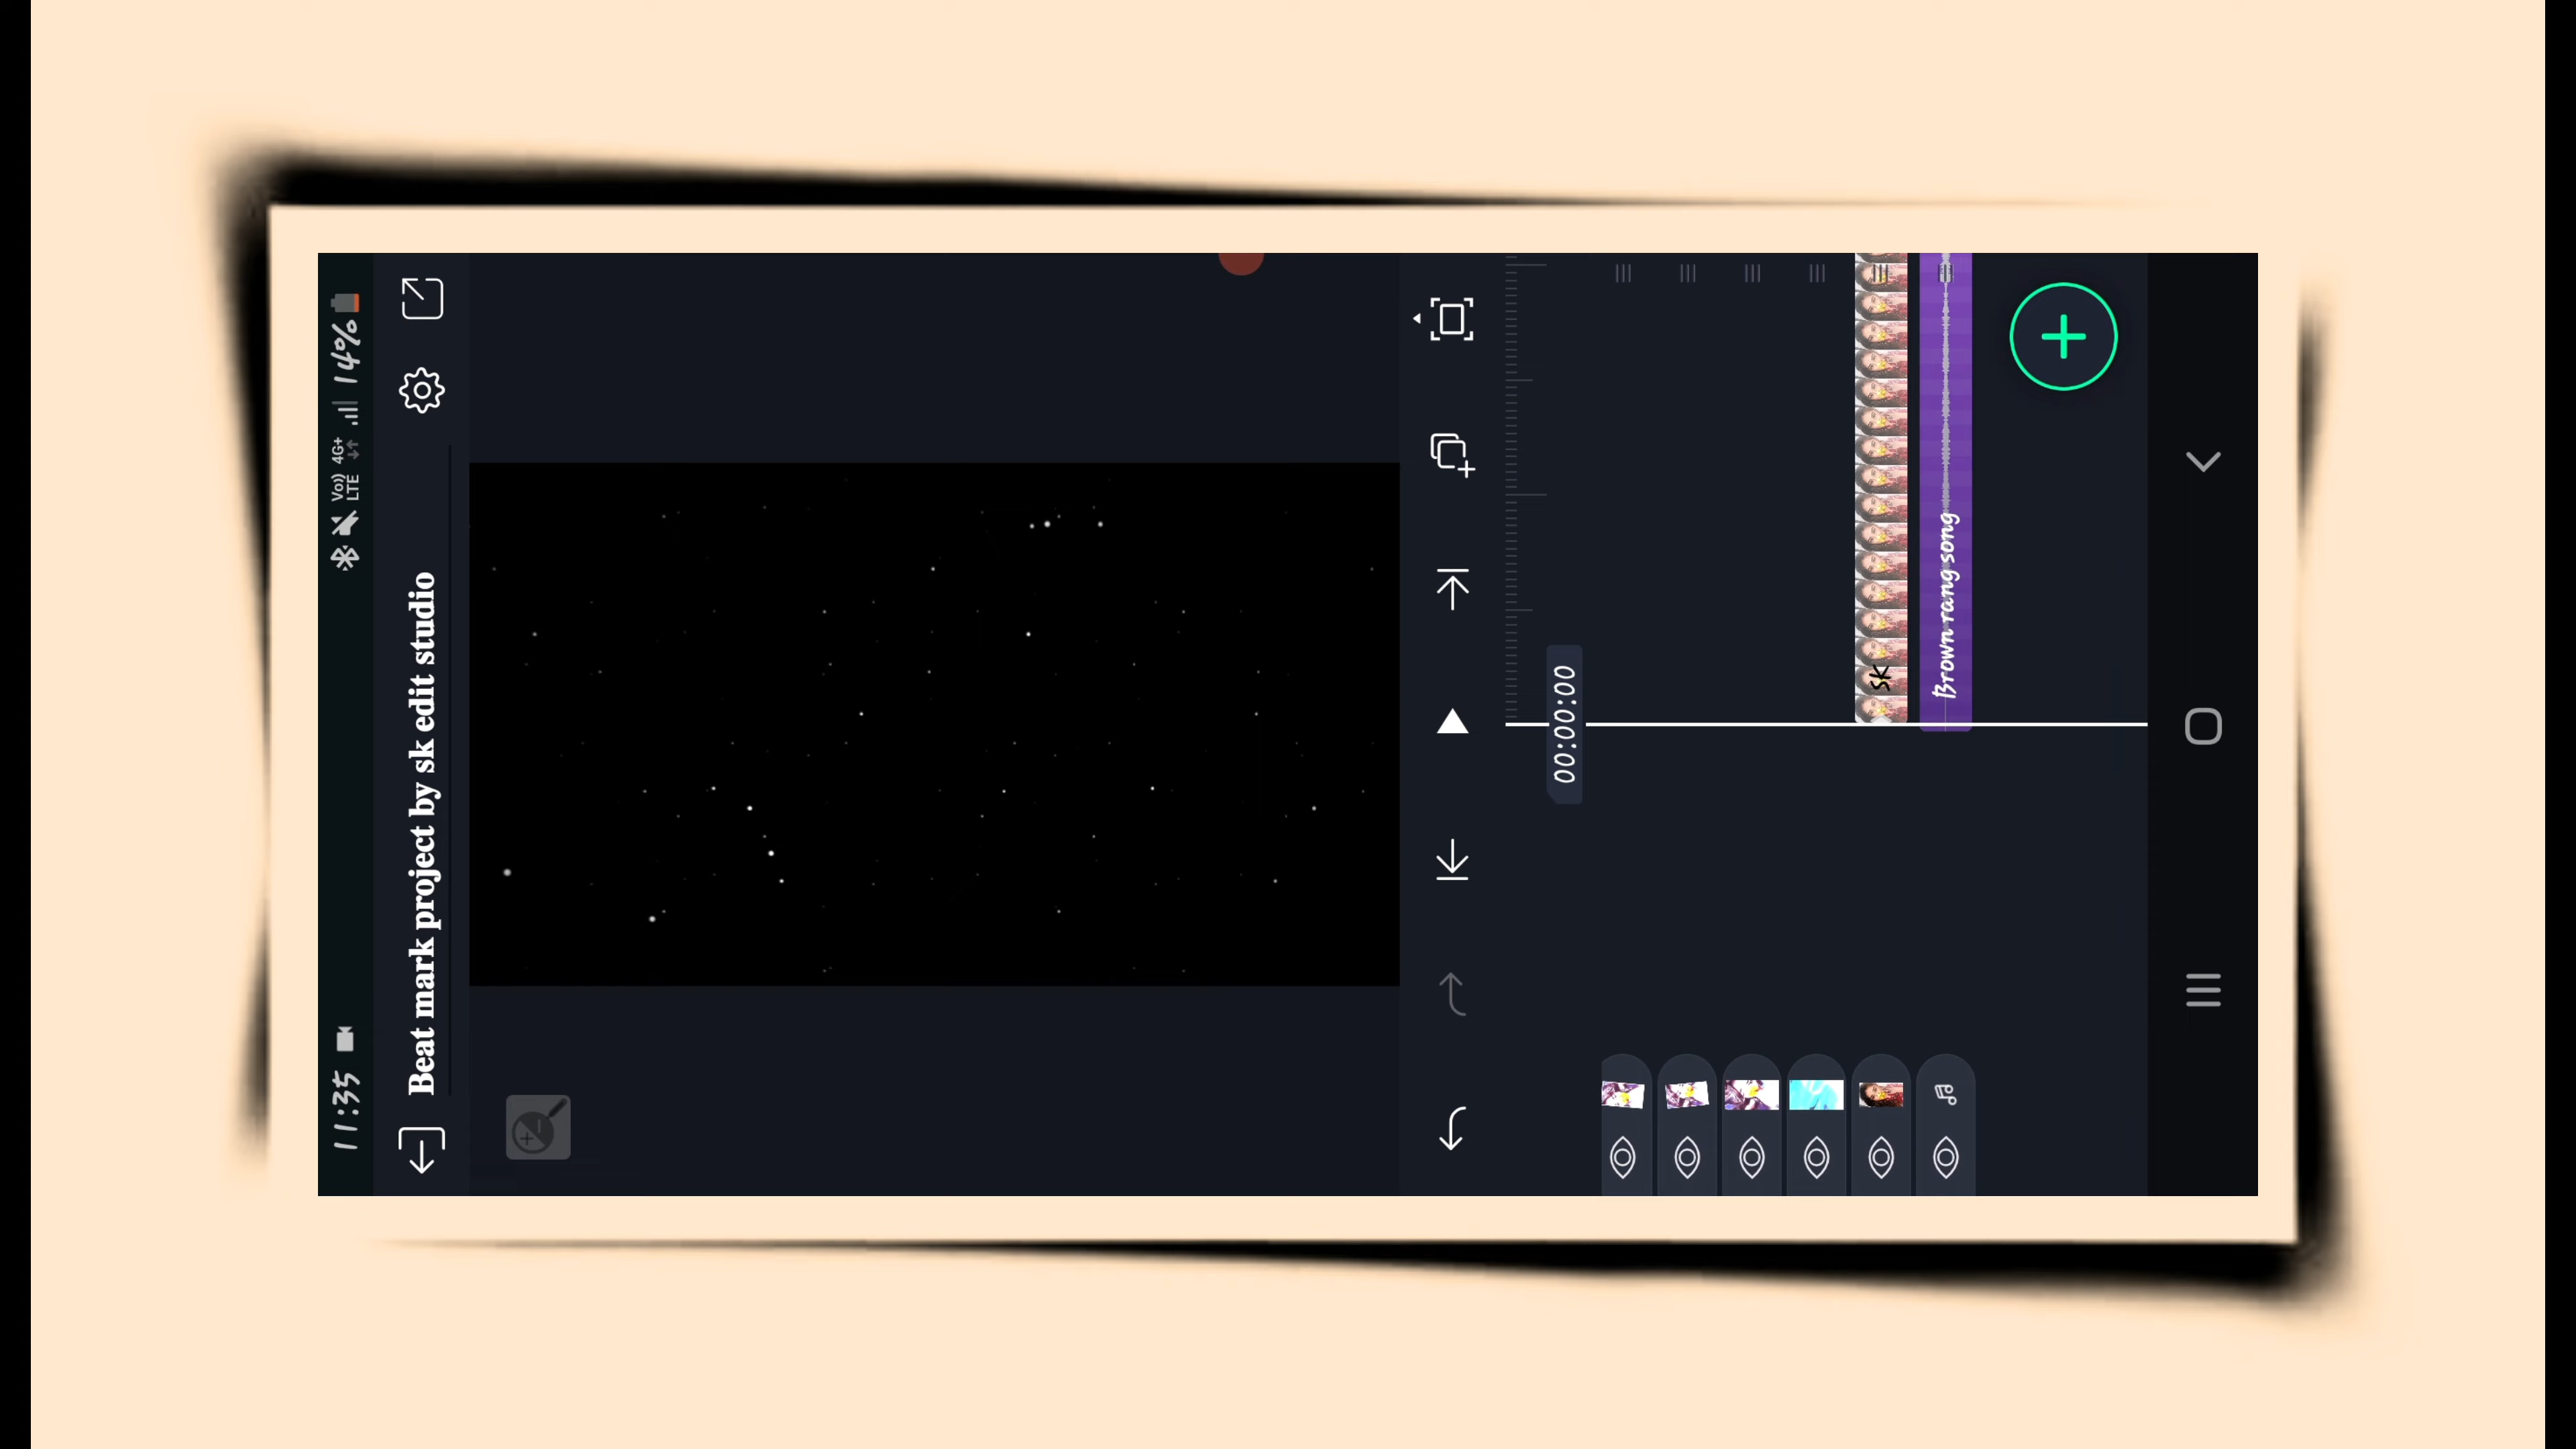 11:35
Vo)) 4G+
LTE
14%
Beat mark project by sk edit studio
00:00:00
SK
Brown rang song